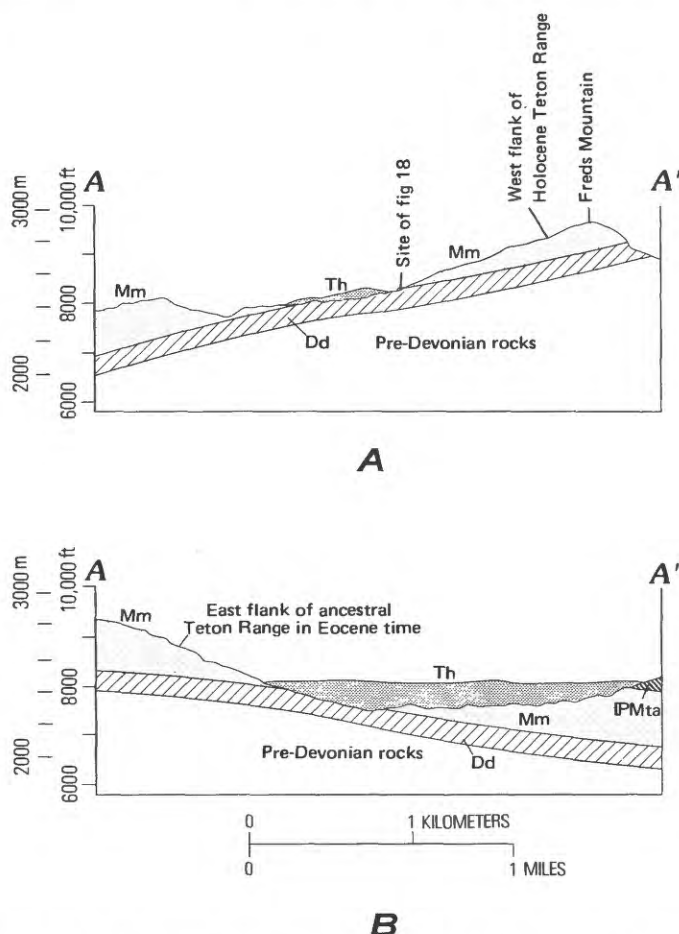 West flank of
Holocene Teton Range
Freds Mountain
Site of fig 18
A
A'
3000 m
10,000 ft
Mm
Mm
Th
8000
Dd
Pre-Devonian rocks
2000
6000
A
A
A'
3000 m
10,000 ft
Mm
East flank of ancestral
Teton Range in Eocene time
Th
8000
IPMta
Mm
Pre-Devonian rocks
Dd
2000
6000
0
1 KILOMETERS
0
1 MILES
B